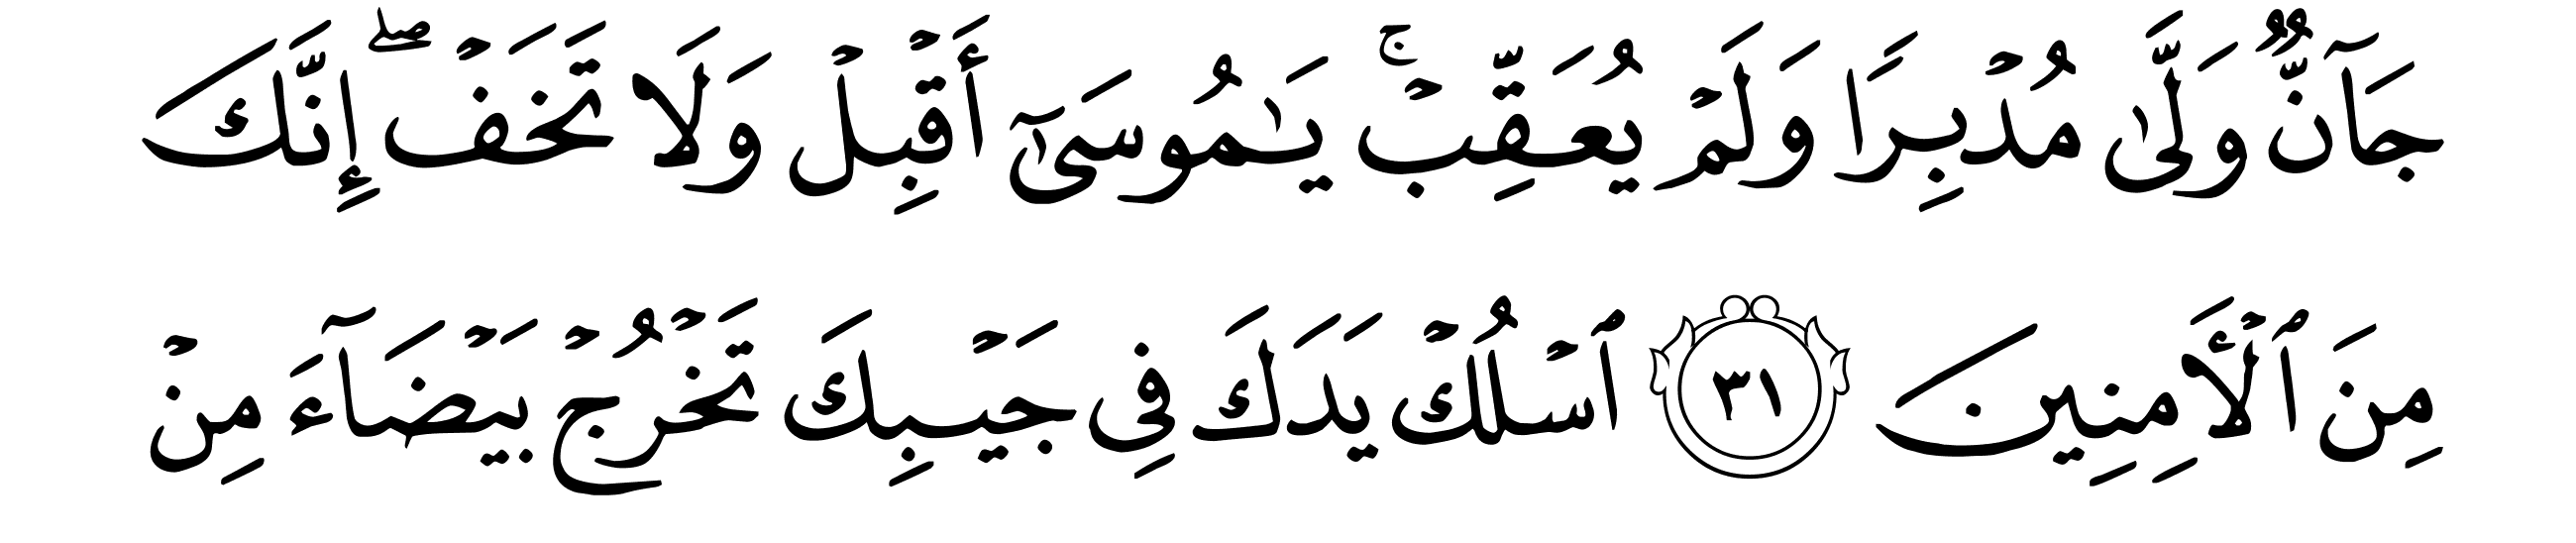 جَآنٌّۭ وَلَّىٰ مُدْبِرًا وَلَمْ يُعَقِّبْ ۚ يَـٰمُوسَىٰٓ أَقْبِلْ وَلَا تَخَفْ ۖ إِنَّكَ
مِنَ ٱلْأَمِنِينَ ٣١ ٱسْلُكْ يَدَكَ فِى جَيْبِكَ تَخْرُجْ بَيْضَآءَ مِنْ